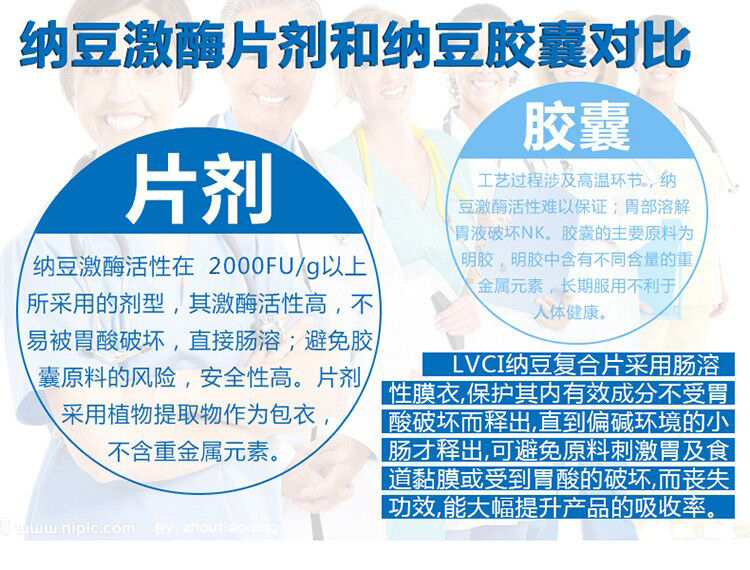 纳豆激酶片剂和纳豆胶囊对比
片剂
纳豆激酶活性在 2000FU/g以上
所采用的剂型，其激酶活性高，不
易被胃酸破坏，直接肠溶；避免胶
囊原料的风险，安全性高。片剂
采用植物提取物作为包衣，
不含重金属元素。
胶囊
工艺过程涉及高温环节，纳
豆激酶活性难以保证；胃部溶解
胃液破坏NK。胶囊的主要原料为
明胶，明胶中含有不同含量的重
金属元素，长期服用不利于
人体健康。
LVCI纳豆复合片采用肠溶
性膜衣,保护其内有效成分不受胃
酸破坏而释出,直到偏碱环境的小
肠才释出,可避免原料刺激胃及食
道黏膜或受到胃酸的破坏,而丧失
功效,能大幅提升产品的吸收率。
www.nipic.com BY: zhoutiaoqing